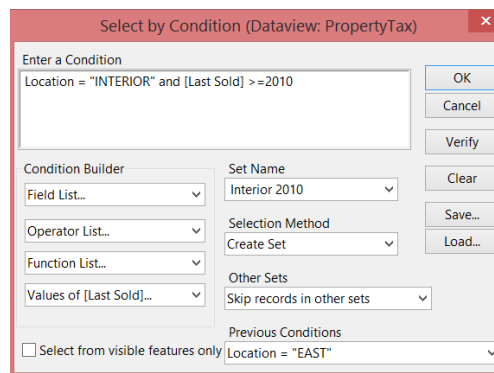 Select by Condition (Dataview: PropertyTax)
Enter a Condition
Location = "INTERIOR" and [Last Sold] >=2010
OK
Cancel
Verify
Clear
Save...
Load...
Condition Builder
Field List...
Operator List...
Function List...
Values of [Last Sold]...
Set Name
Interior 2010
Selection Method
Create Set
Other Sets
Skip records in other sets
Previous Conditions
Select from visible features only
Location = "EAST"